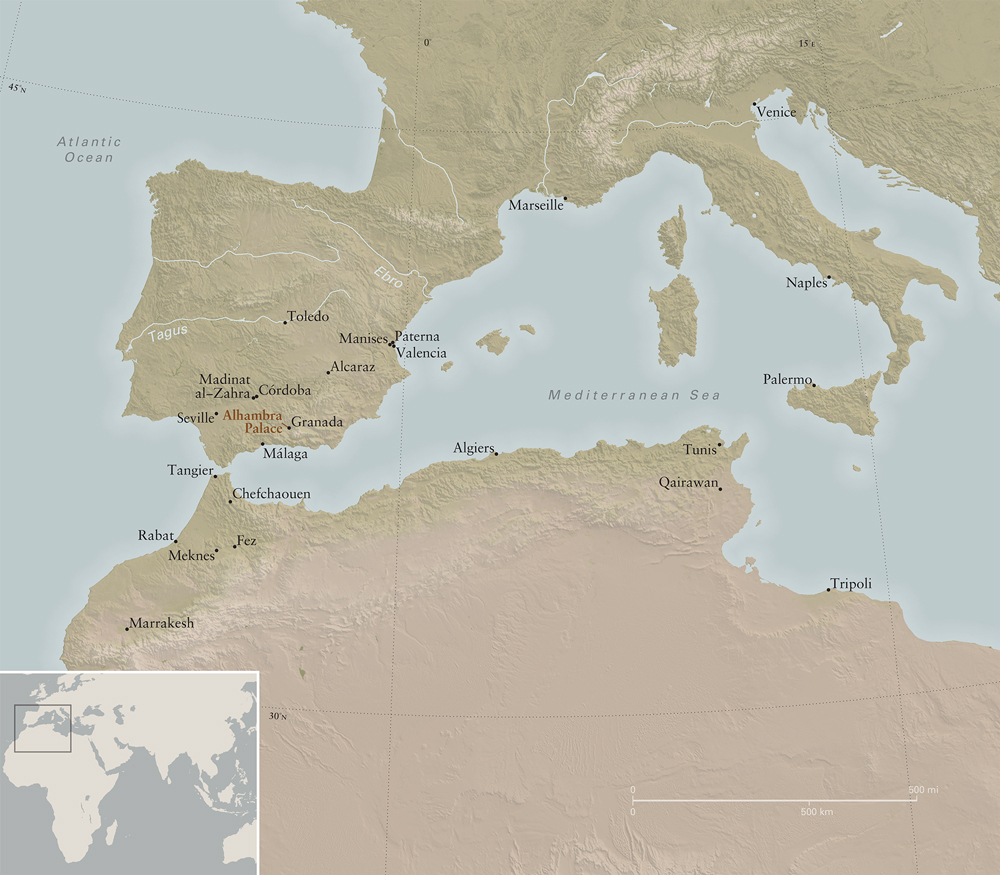 0°
15°E
45°N
Venice
Atlantic
Ocean
Marseille
Naples
Ebro
Toledo
Tagus
Manises
Paterna
Valencia
Alcaraz
Madinat
al-Zahra
Córdoba
Palermo
Mediterranean Sea
Seville
Alhambra
Palace
Granada
Málaga
Algiers
Tunis
Tangier
Qairawan
Chefchaouen
Rabat
Fez
Meknes
Tripoli
Marrakesh
30°N
0
500 mi
0
500 km